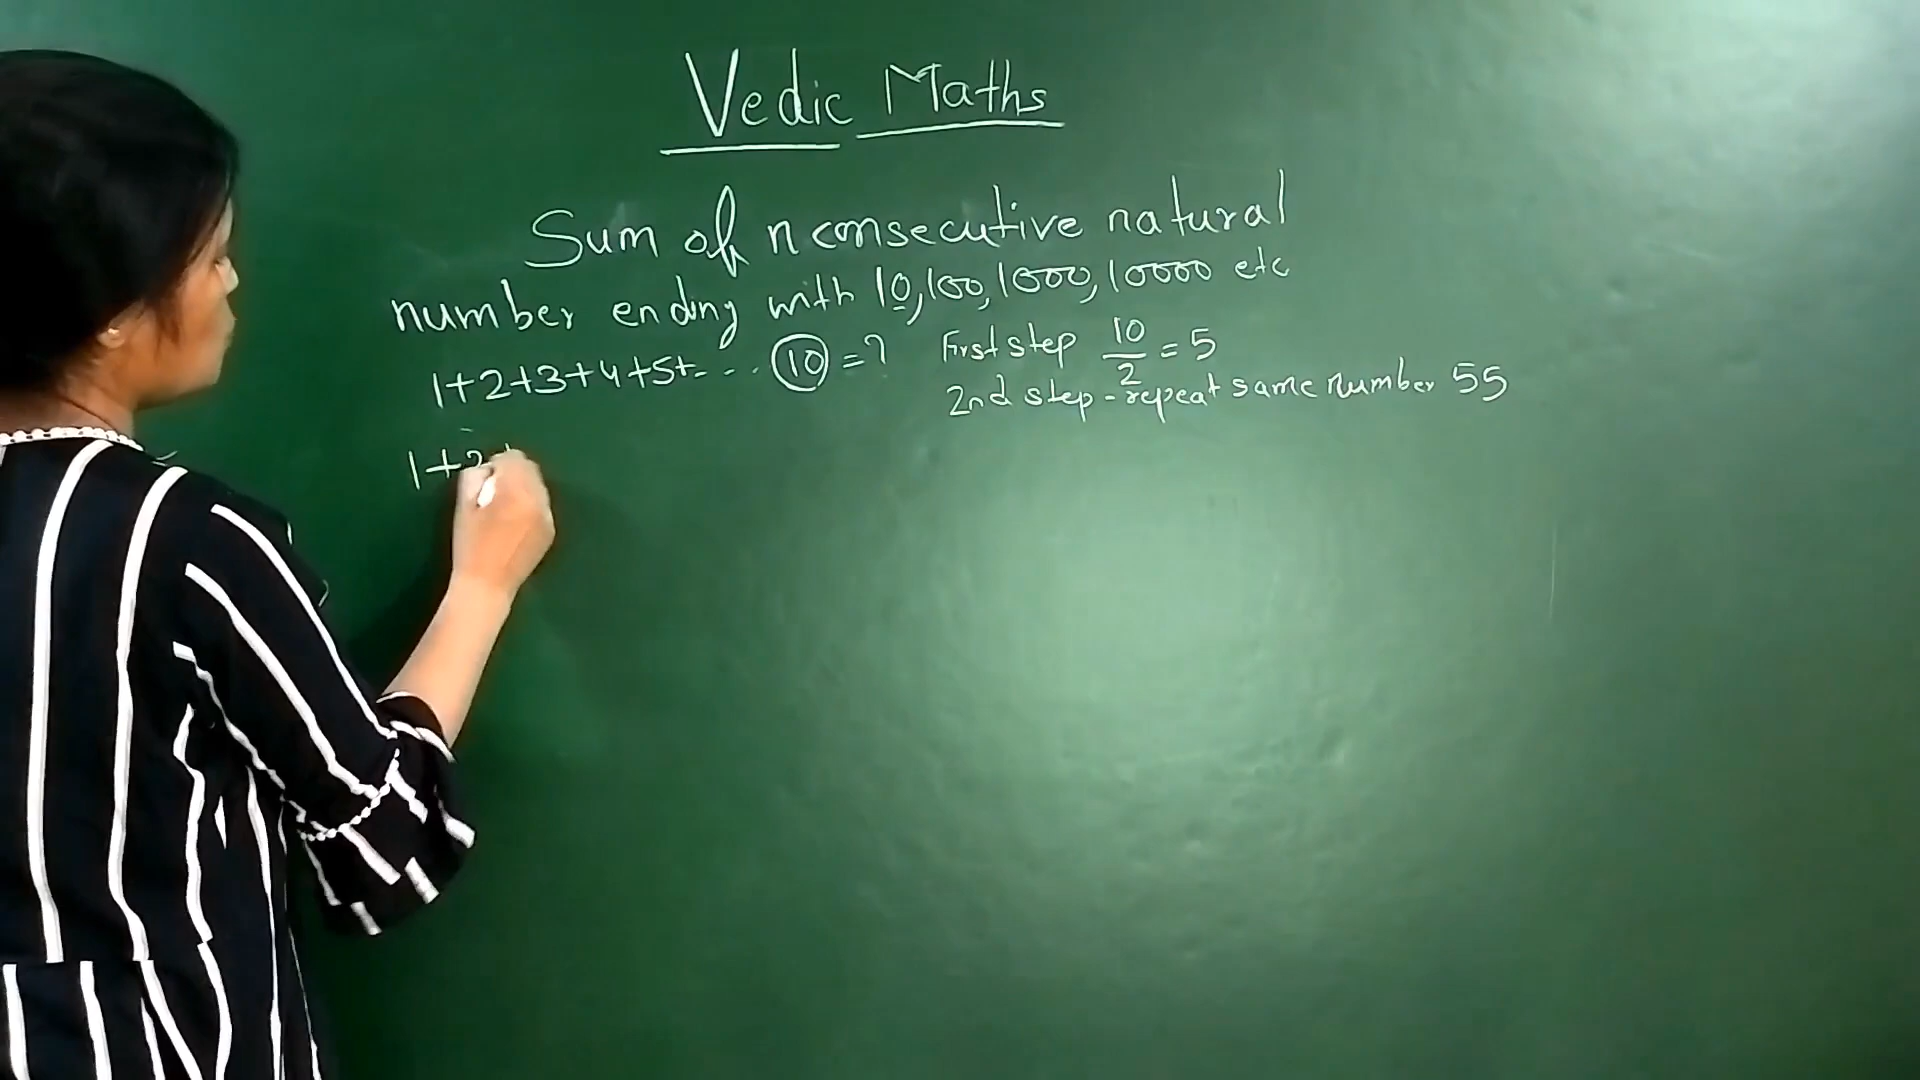 Vedic Maths
Sum of n consecutive natural
number ending with 10,100,1000,10000 etc
1+2+3+4+5+-... 10=? First step 10/2 = 5
2nd step - repeat same number 55
1+2+